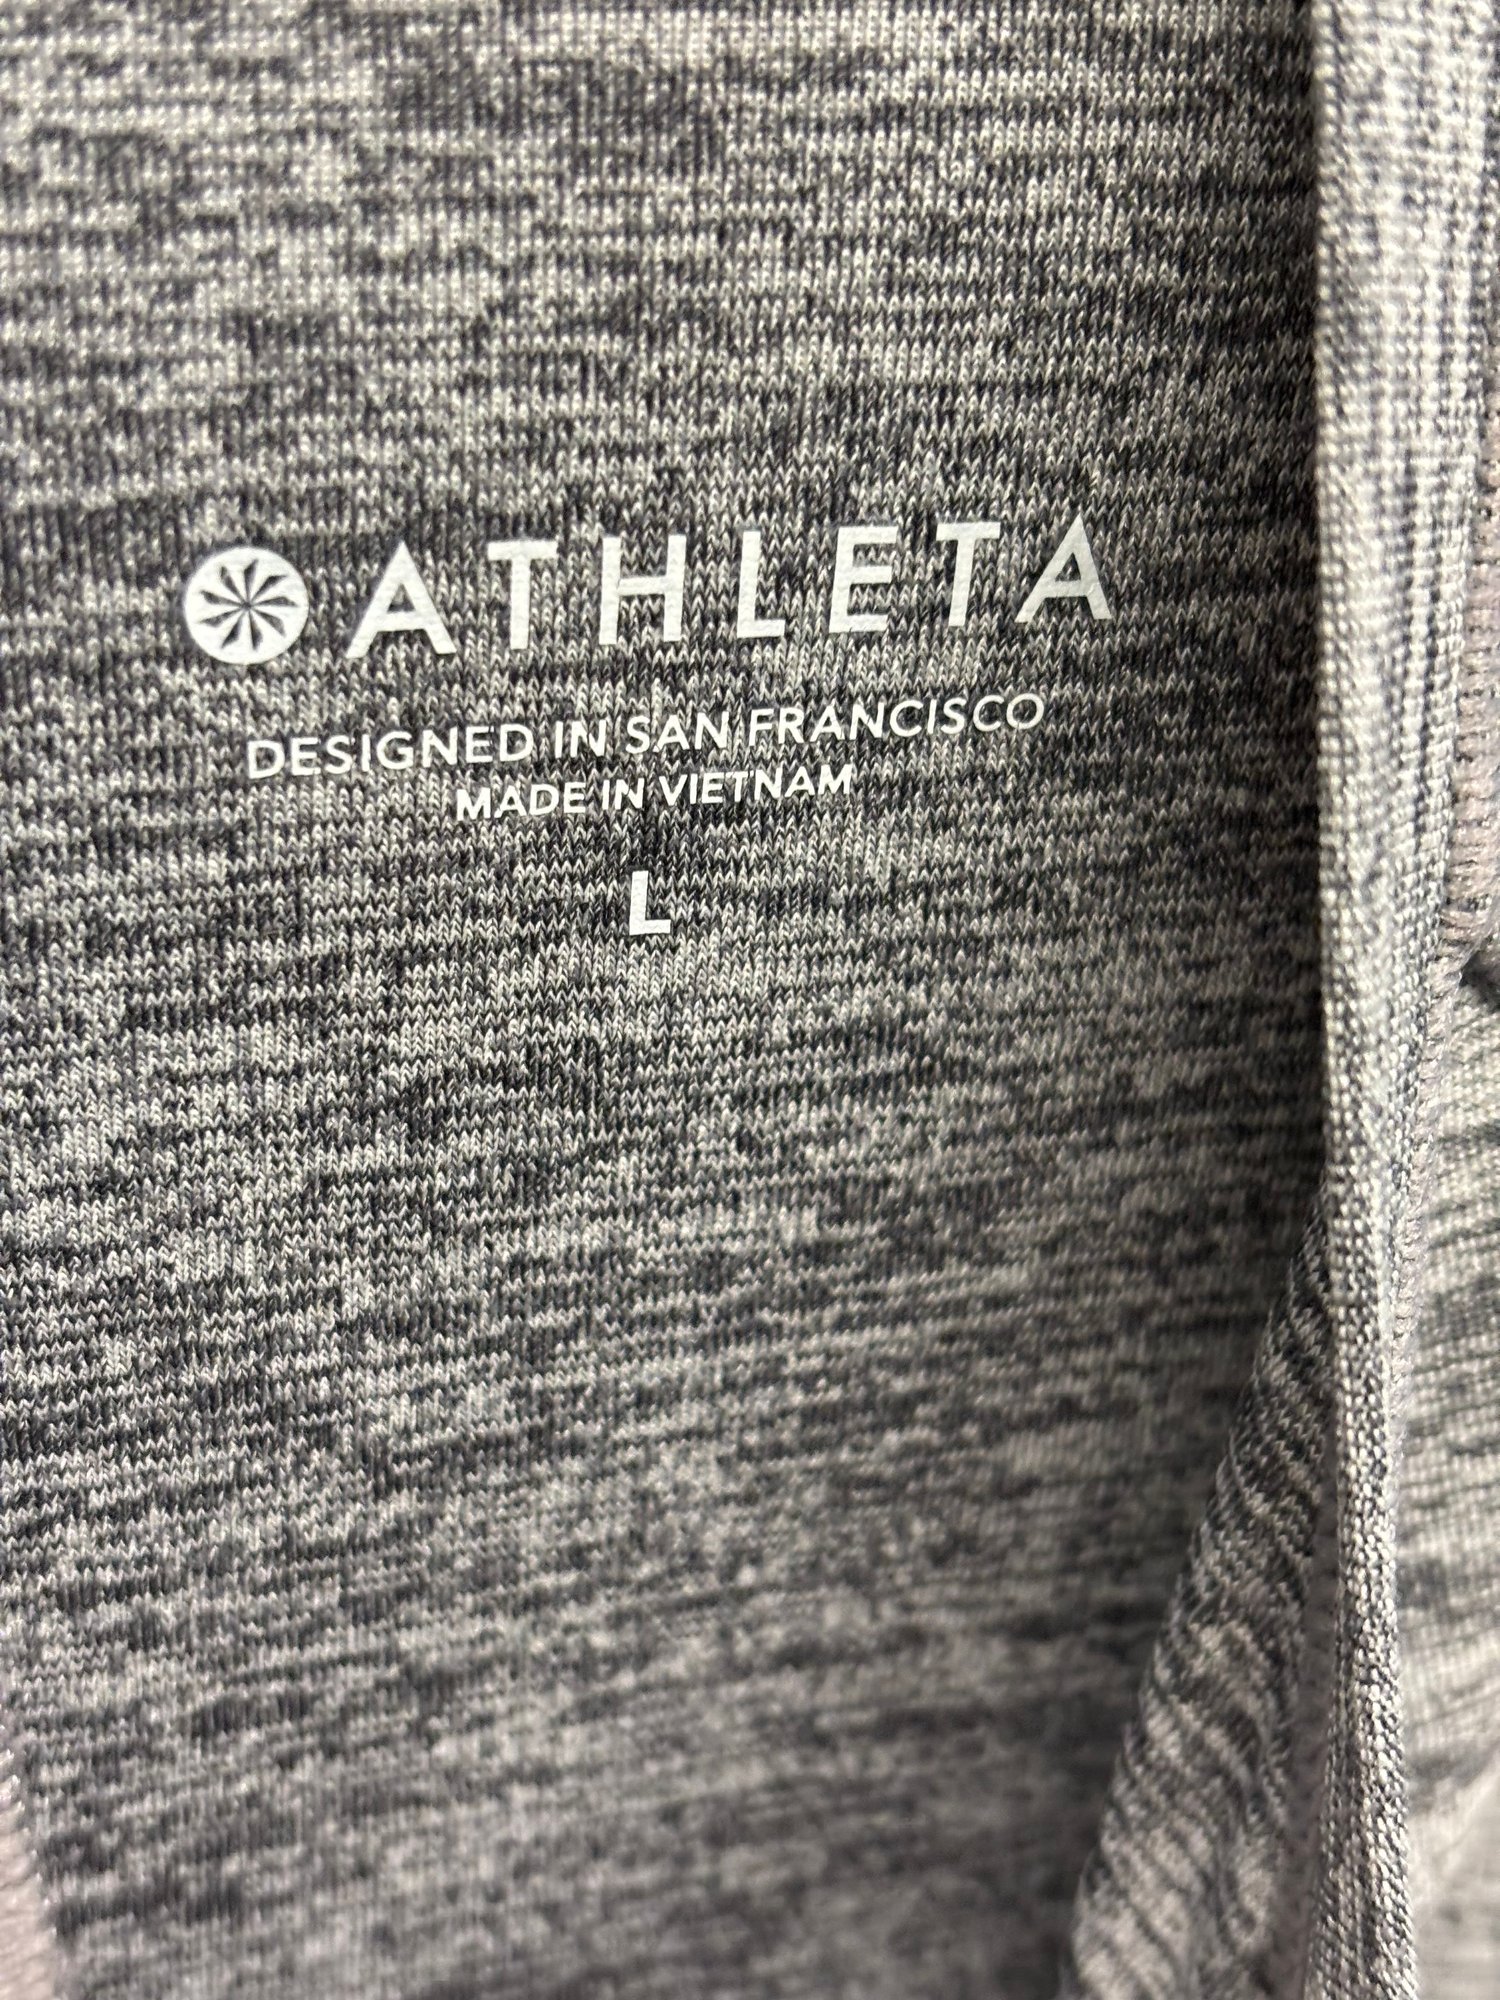 ATHLETA
DESIGNED IN SAN FRANCISCO
MADE IN VIETNAM
L